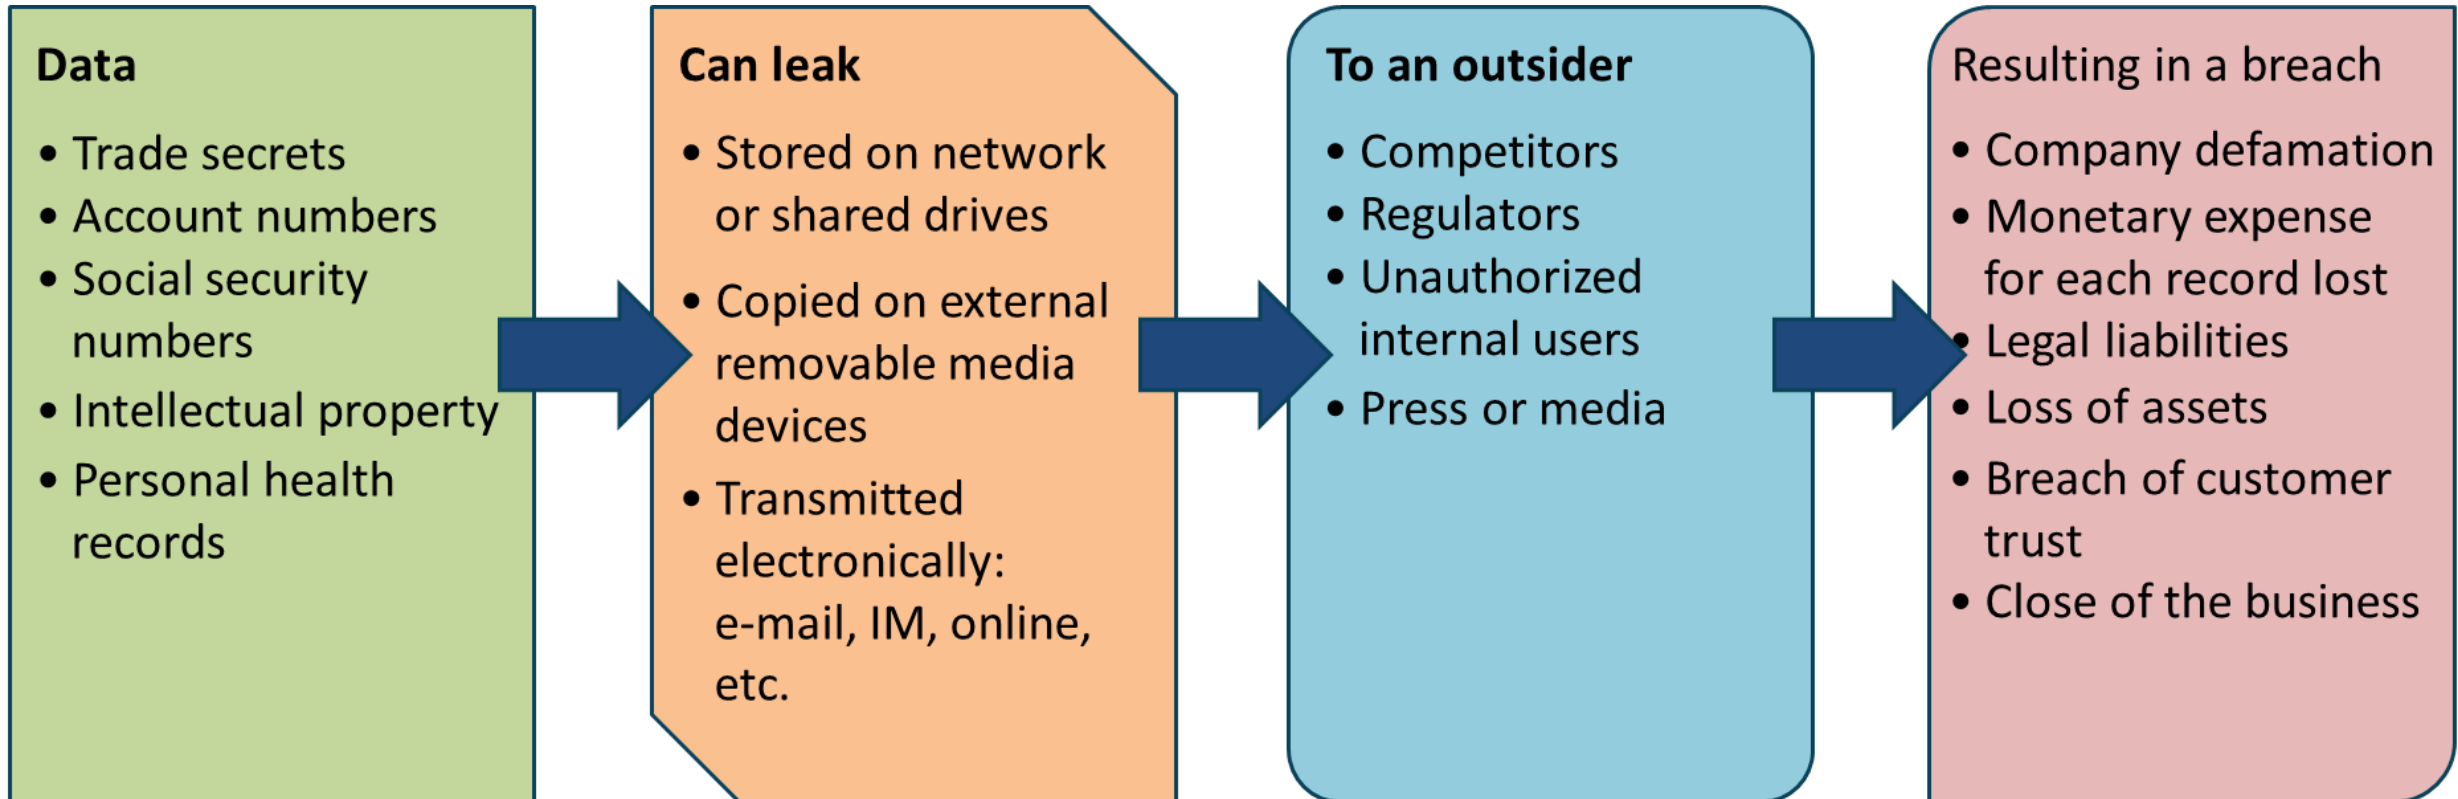 Data
• Trade secrets
• Account numbers
• Social security
numbers
• Intellectual property
• Personal health
records
Can leak
• Stored on network
or shared drives
• Copied on external
removable media
devices
• Transmitted
electronically:
e-mail, IM, online,
etc.
To an outsider
• Competitors
• Regulators
• Unauthorized
internal users
• Press or media
Resulting in a breach
• Company defamation
• Monetary expense
for each record lost
• Legal liabilities
• Loss of assets
• Breach of customer
trust
• Close of the business